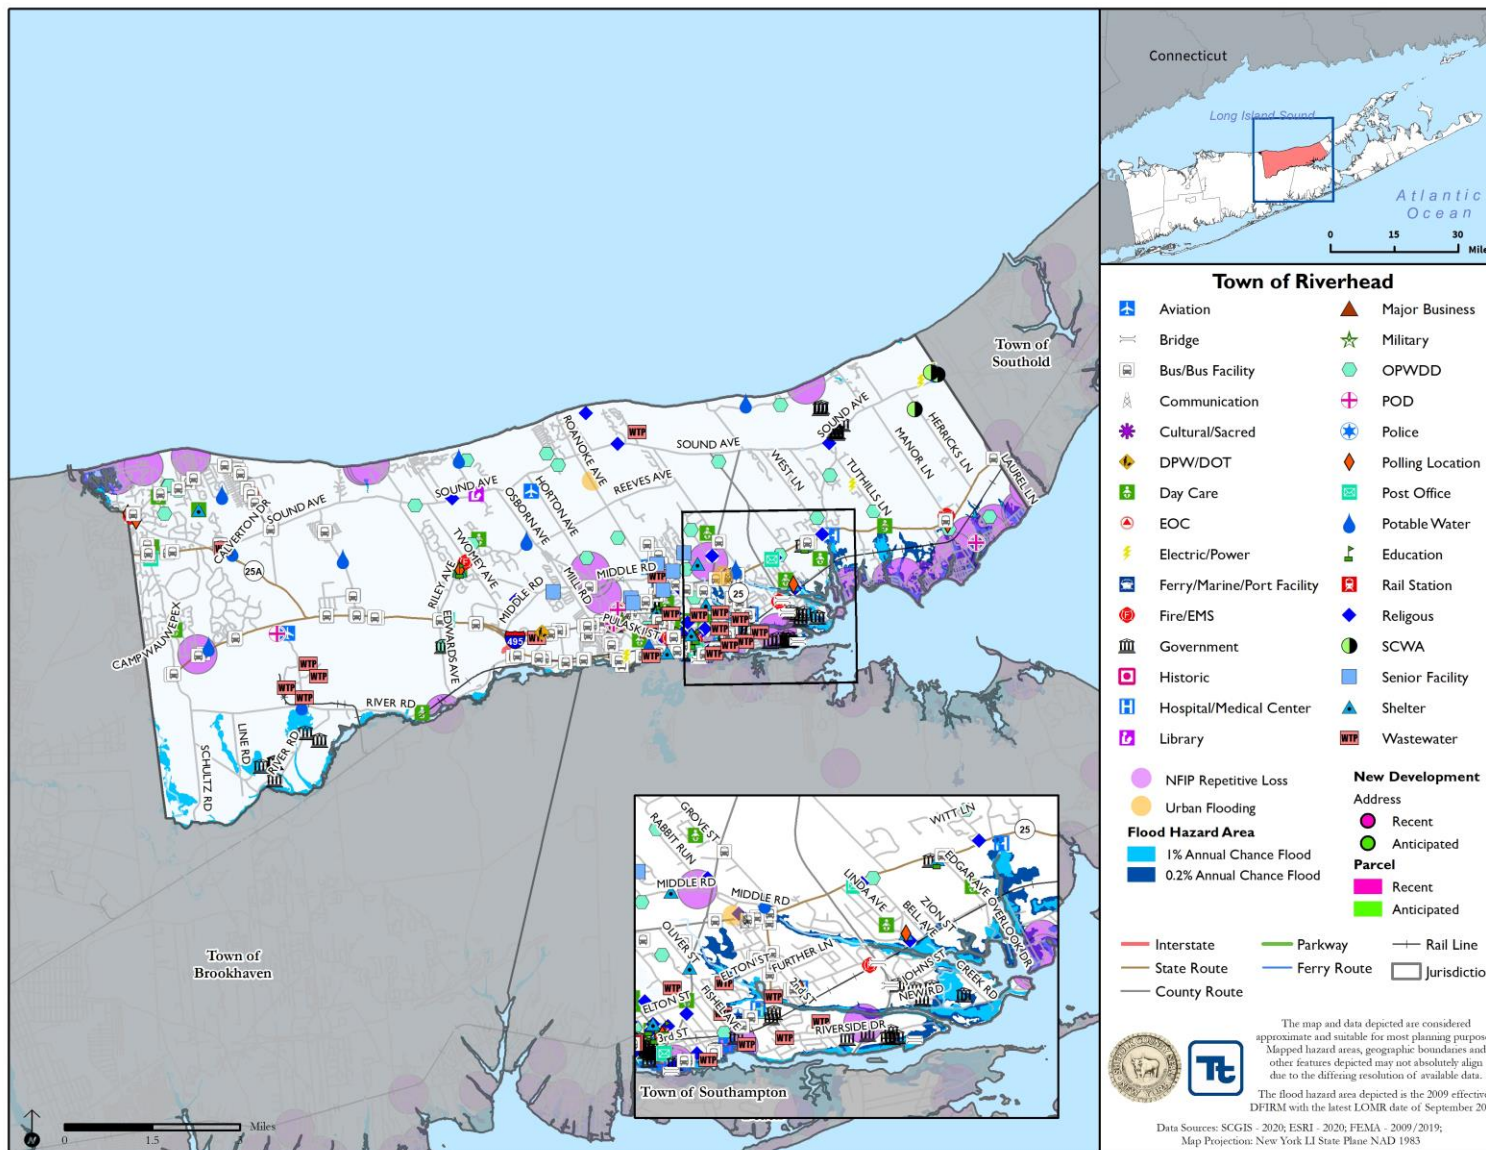 Connecticut
Long Island Sound
Atlantic
Ocean
0 15 30
Mile
Town of Riverhead
Aviation
Bridge
Bus/Bus Facility
Communication
Cultural/Sacred
DPW/DOT
Day Care
EOC
Electric/Power
Ferry/Marine/Port Facility
Fire/EMS
Government
Historic
Hospital/Medical Center
Library
Major Business
Military
OPWDD
POD
Police
Polling Location
Post Office
Potable Water
Education
Rail Station
Religous
SCWA
Senior Facility
Shelter
WTP Wastewater
NFIP Repetitive Loss
Urban Flooding
Flood Hazard Area
1% Annual Chance Flood
0.2% Annual Chance Flood
New Development
Address
Recent
Anticipated
Parcel
Recent
Anticipated
Interstate
State Route
County Route
Parkway
Ferry Route
Rail Line
Jurisdictio
The map and data depicted are considered
approximate and suitable for most planning purpose
Mapped hazard areas, geographic boundaries and
other features depicted may not absolutely align
due to the differing resolution of available data.
The flood hazard area depicted is the 2009 effective
DFIRM with the latest LOMR date of September 20
Data Sources: SCGIS - 2020; ESRI - 2020; FEMA - 2009/2019;
Map Projection: New York LI State Plane NAD 1983
Tt
Town of
Southold
SOUND AVE
HERRICKS LN
MANOR LN
TUTHILLS LN
LAUREL LN
WEST LN
SOUND AVE
ROANOKE AVE
REEVES AVE
HORTON AVE
OSBORN AVE
SOUND AVE
SOUND AVE
CALVERTON DR
25A
TWOMEY AVE
RILEY AVE
MIDDLE RD
MILL RD
MIDDLE RD
25
PULASKI ST
495
WTP
EDWARDS AVE
CAMP WAUWEPEX
RIVER RD
LINE RD
RIVER RD
SCHULTZ RD
Town of
Brookhaven
N
0 1.5 3 Miles
WITT LN
25
GROVE ST
RABBIT RUN
MIDDLE RD
MIDDLE RD
LINDA AVE
EDGAR AVE
ZION ST
BELL AVE
OVERLOOK DR
OLIVER ST
ELTON ST
FURTHER LN
2nd ST
JOHNS ST
NEW RD
CREEK RD
ELTON ST
FISHEL AVE
3rd ST
RIVERSIDE DR
Town of Southampton